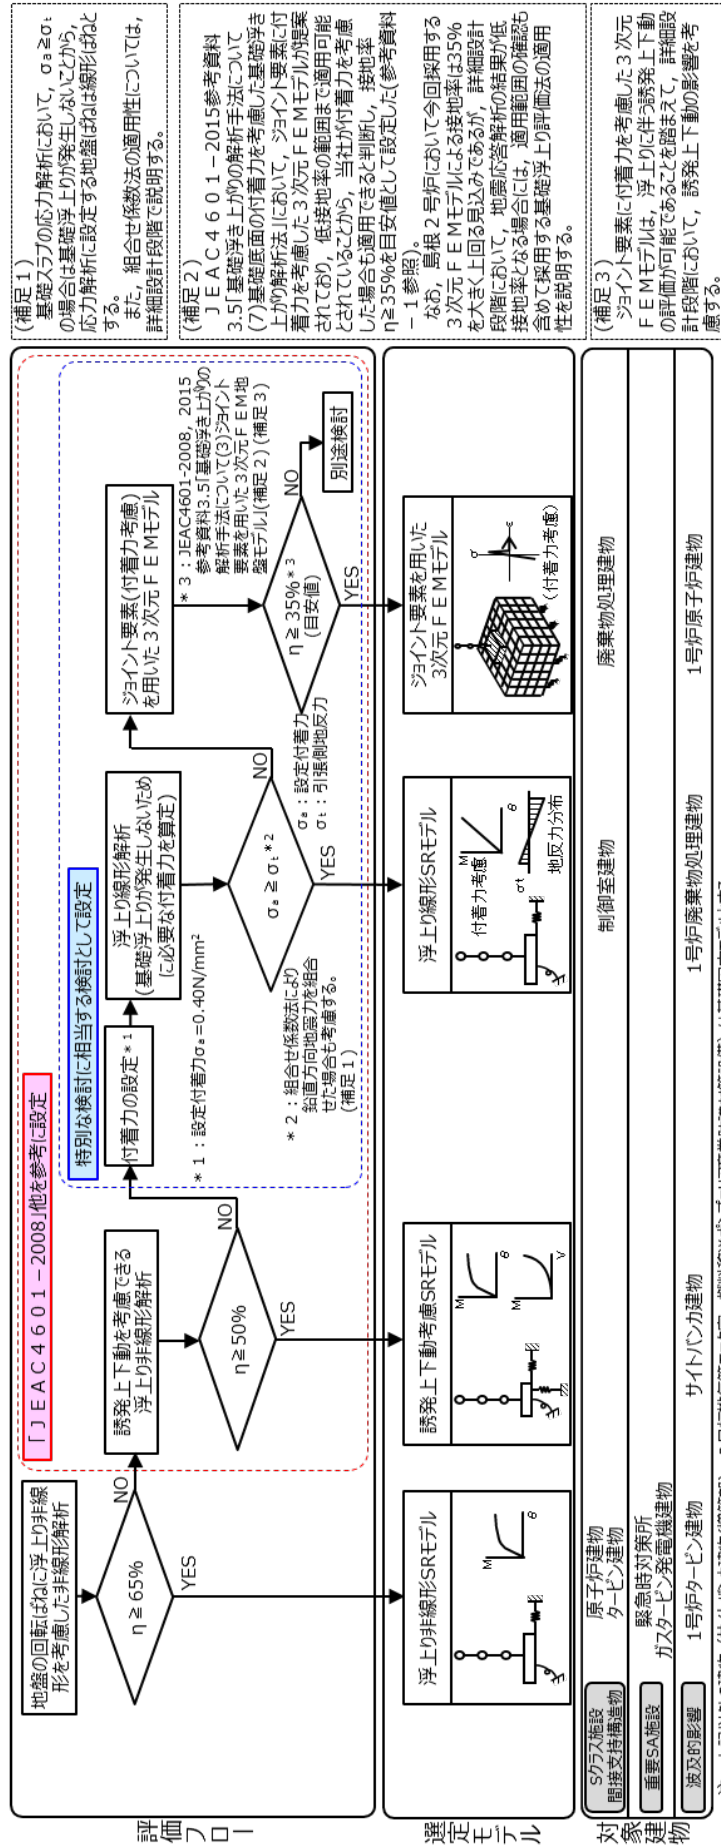 評価フロー
地盤の回転ばねに浮上り非線
形を考慮した非線形解析
η≧65%
NO
YES
「ＪＥＡＣ４６０１－2008」他を参考に設定
誘発上下動を考慮できる
浮上り非線形解析
η≧50%
NO
YES
特別な検討に相当する検討として設定
付着力の設定*1
*1：設定付着力σa=0.40N/mm²
浮上り線形解析
(基礎浮上りが発生しないため
に必要な付着力を算定)
σa≧σt*2
NO
YES
*2：組合せ係数法により
鉛直方向地震力を組合
せた場合も考慮する。
(補足１)
σa：設定付着力
σt：引張側地反力
ジョイント要素(付着力考慮)
を用いた３次元ＦＥＭモデル
*3：JEAC4601-2008，2015
参考資料3.5「基礎浮き上がりの
解析手法について(3)ジョイント
要素を用いた３次元ＦＥＭ地
盤モデル」(補足２)(補足３)
η≧35%*3
(目安値)
NO
YES
別途検討
選定モデル
浮上り非線形SRモデル
M
θ
誘発上下動考慮SRモデル
M
θ
M
V
浮上り線形SRモデル
付着力考慮
M
θ
σt
地反力分布
ジョイント要素を用いた
3次元ＦＥＭモデル
σ
ε
(付着力考慮)
対象建物
Sクラス施設
間接支持構造物
原子炉建物
タービン建物
制御室建物
廃棄物処理建物
重要SA施設
緊急時対策所
ガスタービン発電機建物
波及的影響
1号炉タービン建物
サイトバンカ建物
1号炉廃棄物処理建物
1号炉原子炉建物
(補足１)
基礎スラブの応力解析において，σa≧σt
の場合は基礎浮上りが発生しないことから，
応力解析に設定する地盤ばねは線形ばねと
する。
また，組合せ係数法の適用性については，
詳細設計段階で説明する。
(補足２)
ＪＥＡＣ４６０１－2015参考資料
3.5「基礎浮き上がりの解析手法について
(7)基礎底面の付着力を考慮した基礎浮き
上がり解析法」において，ジョイント要素に付
着力を考慮した３次元ＦＥＭモデルが提案
されており，低接地率の範囲まで適用可能
とされていることから，当社が付着力を考慮
した場合も適用できると判断し，接地率
η≧35%を目安値として設定した(参考資料
－１参照)。
なお，島根２号炉において今回採用する
３次元ＦＥＭモデルによる接地率は35%
を大きく上回る見込みであるが，詳細設計
段階において，地震応答解析の結果が低
接地率となる場合には，適用範囲の確認も
含めて採用する基礎浮上り評価法の適用
性を説明する。
(補足３)
ジョイント要素に付着力を考慮した３次元
ＦＥＭモデルは，浮上りに伴う誘発上下動
の評価が可能であることを踏まえて，詳細設
計段階において，誘発上下動の影響を考
慮する。